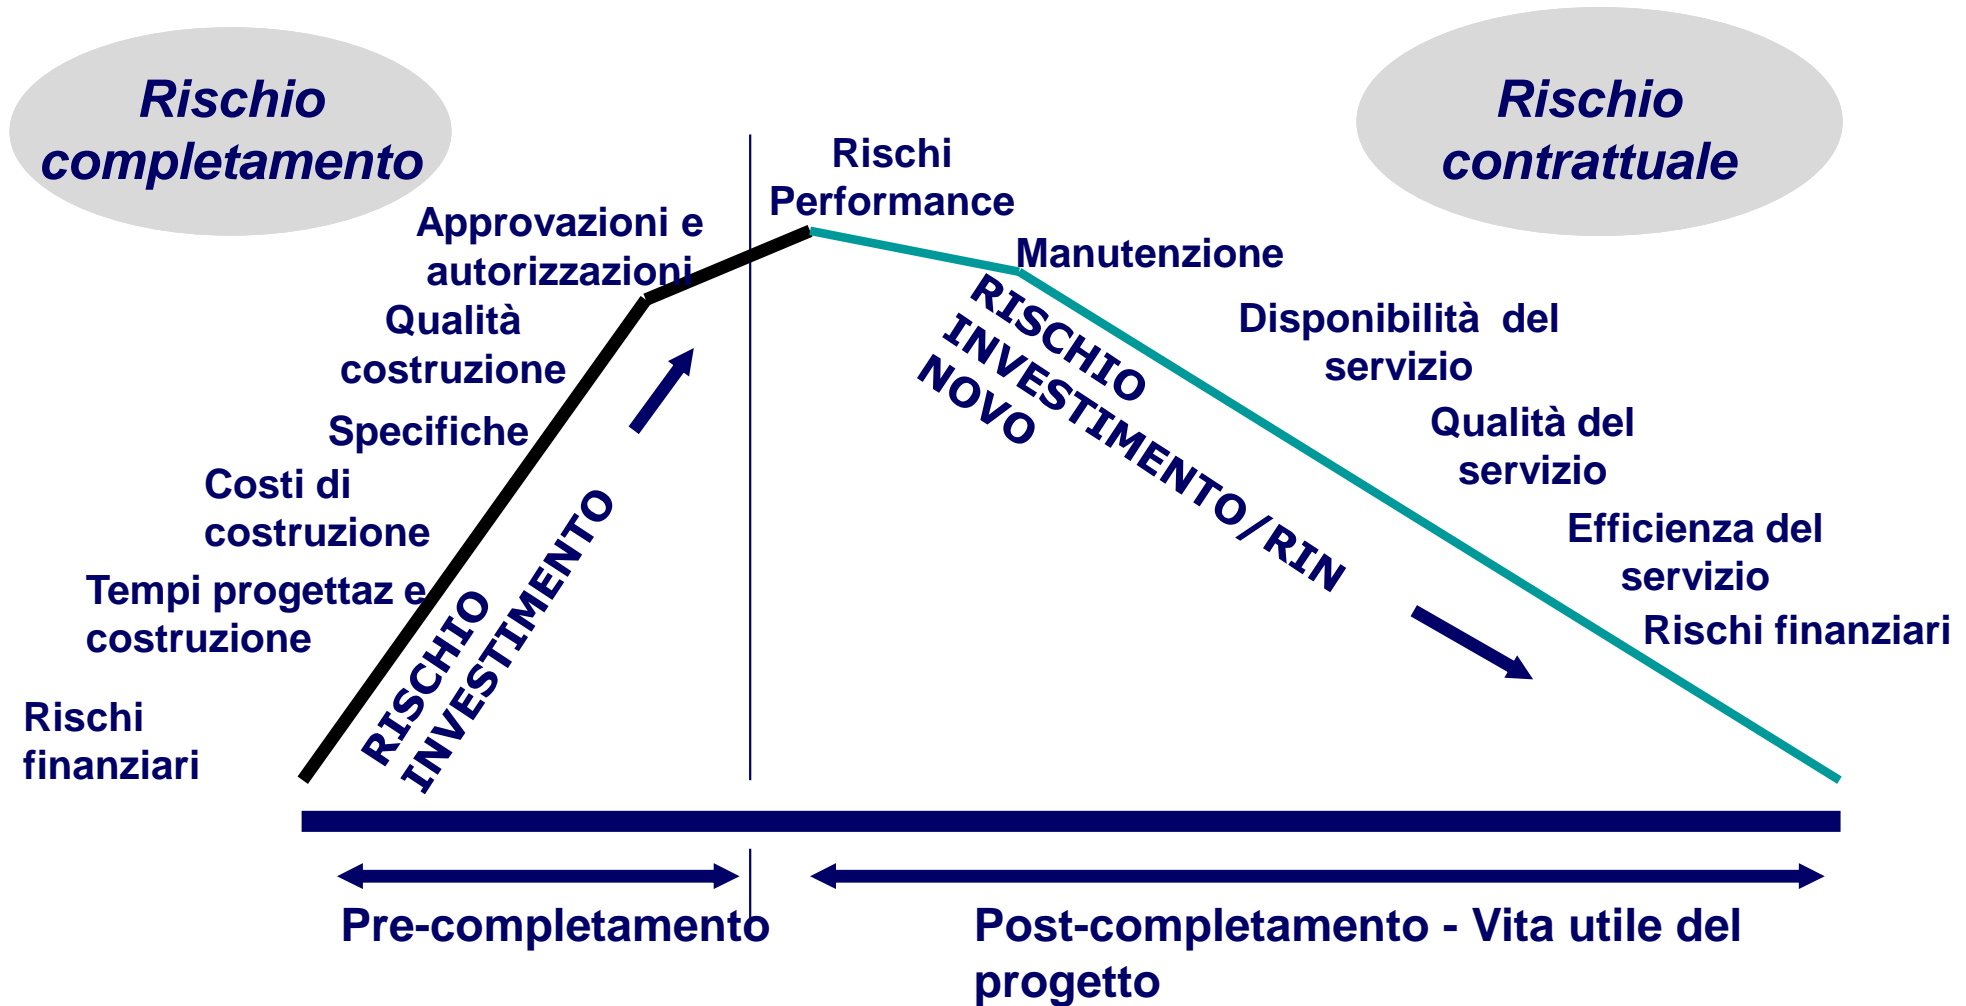 Rischio
completamento
Rischio
contrattuale
Rischi
Performance
Approvazioni e
autorizzazioni
Manutenzione
Qualità
costruzione
Disponibilità del
servizio
Specifiche
Qualità del
servizio
Costi di
costruzione
Efficienza del
servizio
Tempi progettaz e
costruzione
Rischi finanziari
Rischi
finanziari
RISCHIO
INVESTIMENTO
RISCHIO
INVESTIMENTO/RIN
NOVO
Pre-completamento
Post-completamento - Vita utile del
progetto